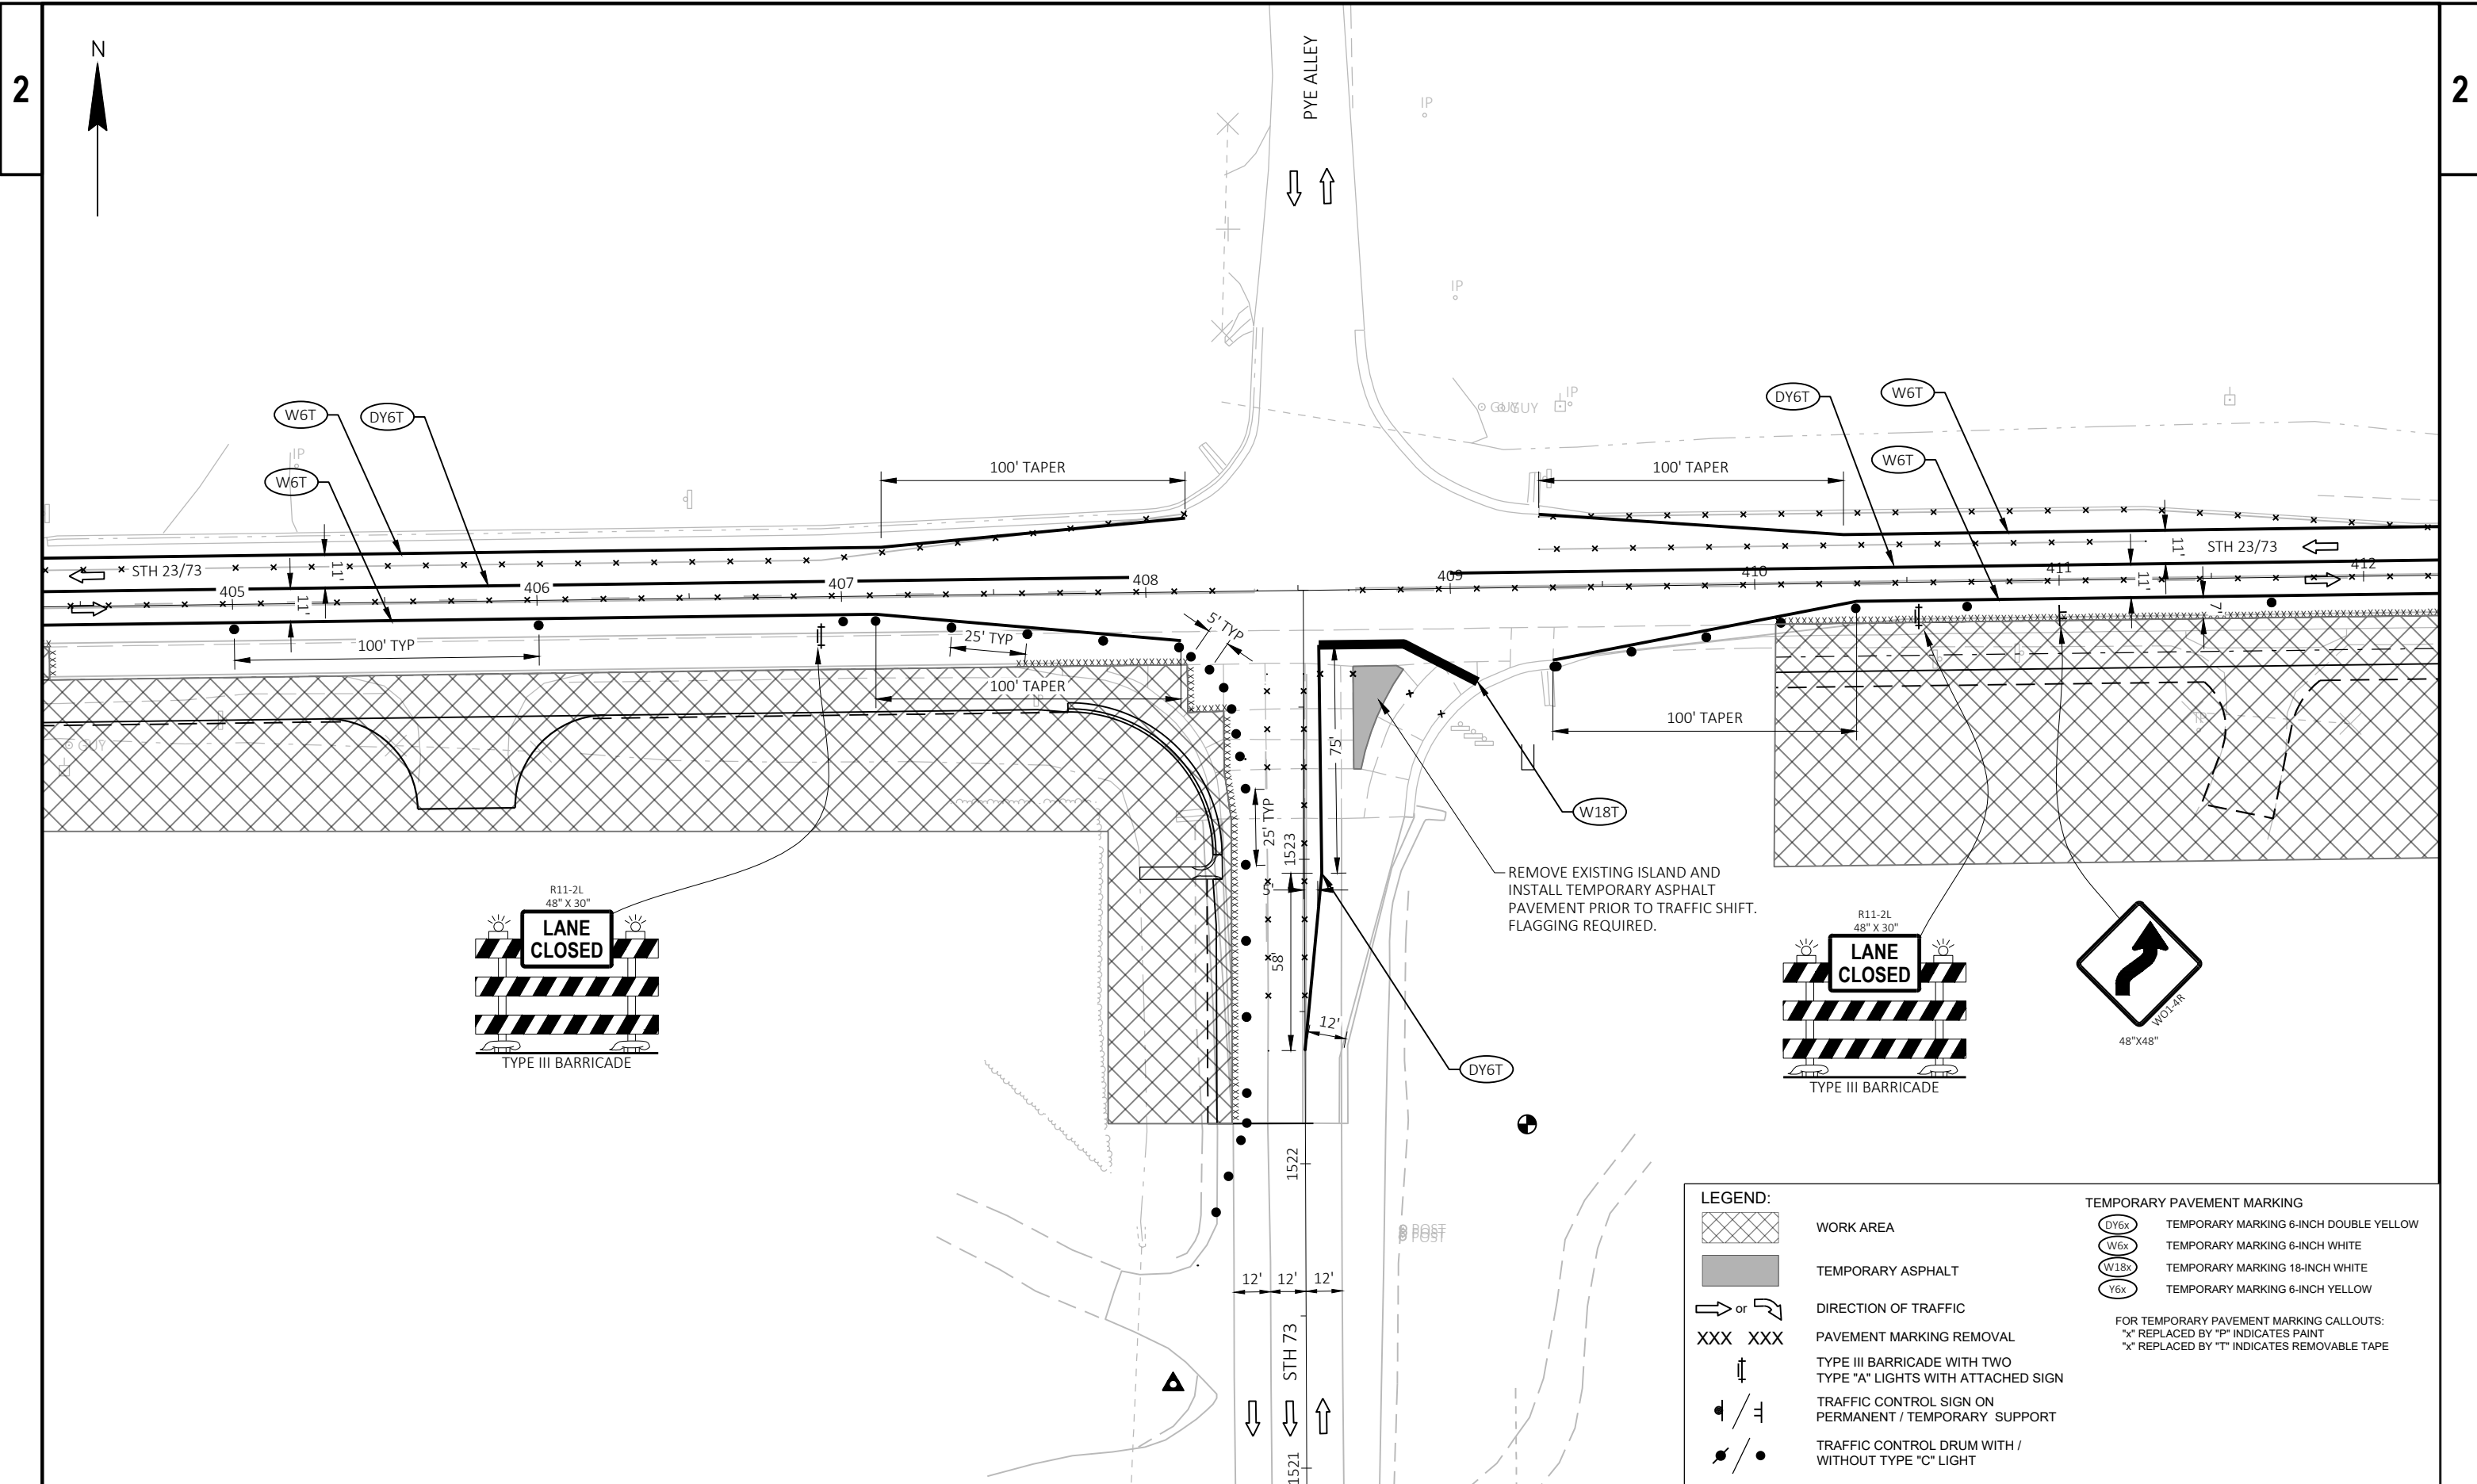 2
2
N
PYE ALLEY
IP
IP
GUY
GUY
IP
IP
W6T
DY6T
W6T
DY6T
W6T
W6T
100' TAPER
100' TAPER
STH 23/73
STH 23/73
11'
11'
11'
11'
7'
405
406
407
408
409
410
411
412
100' TYP
25' TYP
5' TYP
100' TAPER
100' TAPER
GUY
75'
W18T
25' TYP
1523
5'
58'
12'
DY6T
REMOVE EXISTING ISLAND AND
INSTALL TEMPORARY ASPHALT
PAVEMENT PRIOR TO TRAFFIC SHIFT.
FLAGGING REQUIRED.
R11-2L
48" X 30"
LANE
CLOSED
TYPE III BARRICADE
R11-2L
48" X 30"
LANE
CLOSED
TYPE III BARRICADE
WO1-4R
48"X48"
1522
POST
POST
12'
12'
12'
STH 73
1521
LEGEND:
WORK AREA
TEMPORARY ASPHALT
or
DIRECTION OF TRAFFIC
XXX XXX
PAVEMENT MARKING REMOVAL
TYPE III BARRICADE WITH TWO
TYPE "A" LIGHTS WITH ATTACHED SIGN
TRAFFIC CONTROL SIGN ON
PERMANENT / TEMPORARY SUPPORT
TRAFFIC CONTROL DRUM WITH /
WITHOUT TYPE "C" LIGHT
TEMPORARY PAVEMENT MARKING
DY6x TEMPORARY MARKING 6-INCH DOUBLE YELLOW
W6x TEMPORARY MARKING 6-INCH WHITE
W18x TEMPORARY MARKING 18-INCH WHITE
Y6x TEMPORARY MARKING 6-INCH YELLOW
FOR TEMPORARY PAVEMENT MARKING CALLOUTS:
"x" REPLACED BY "P" INDICATES PAINT
"x" REPLACED BY "T" INDICATES REMOVABLE TAPE